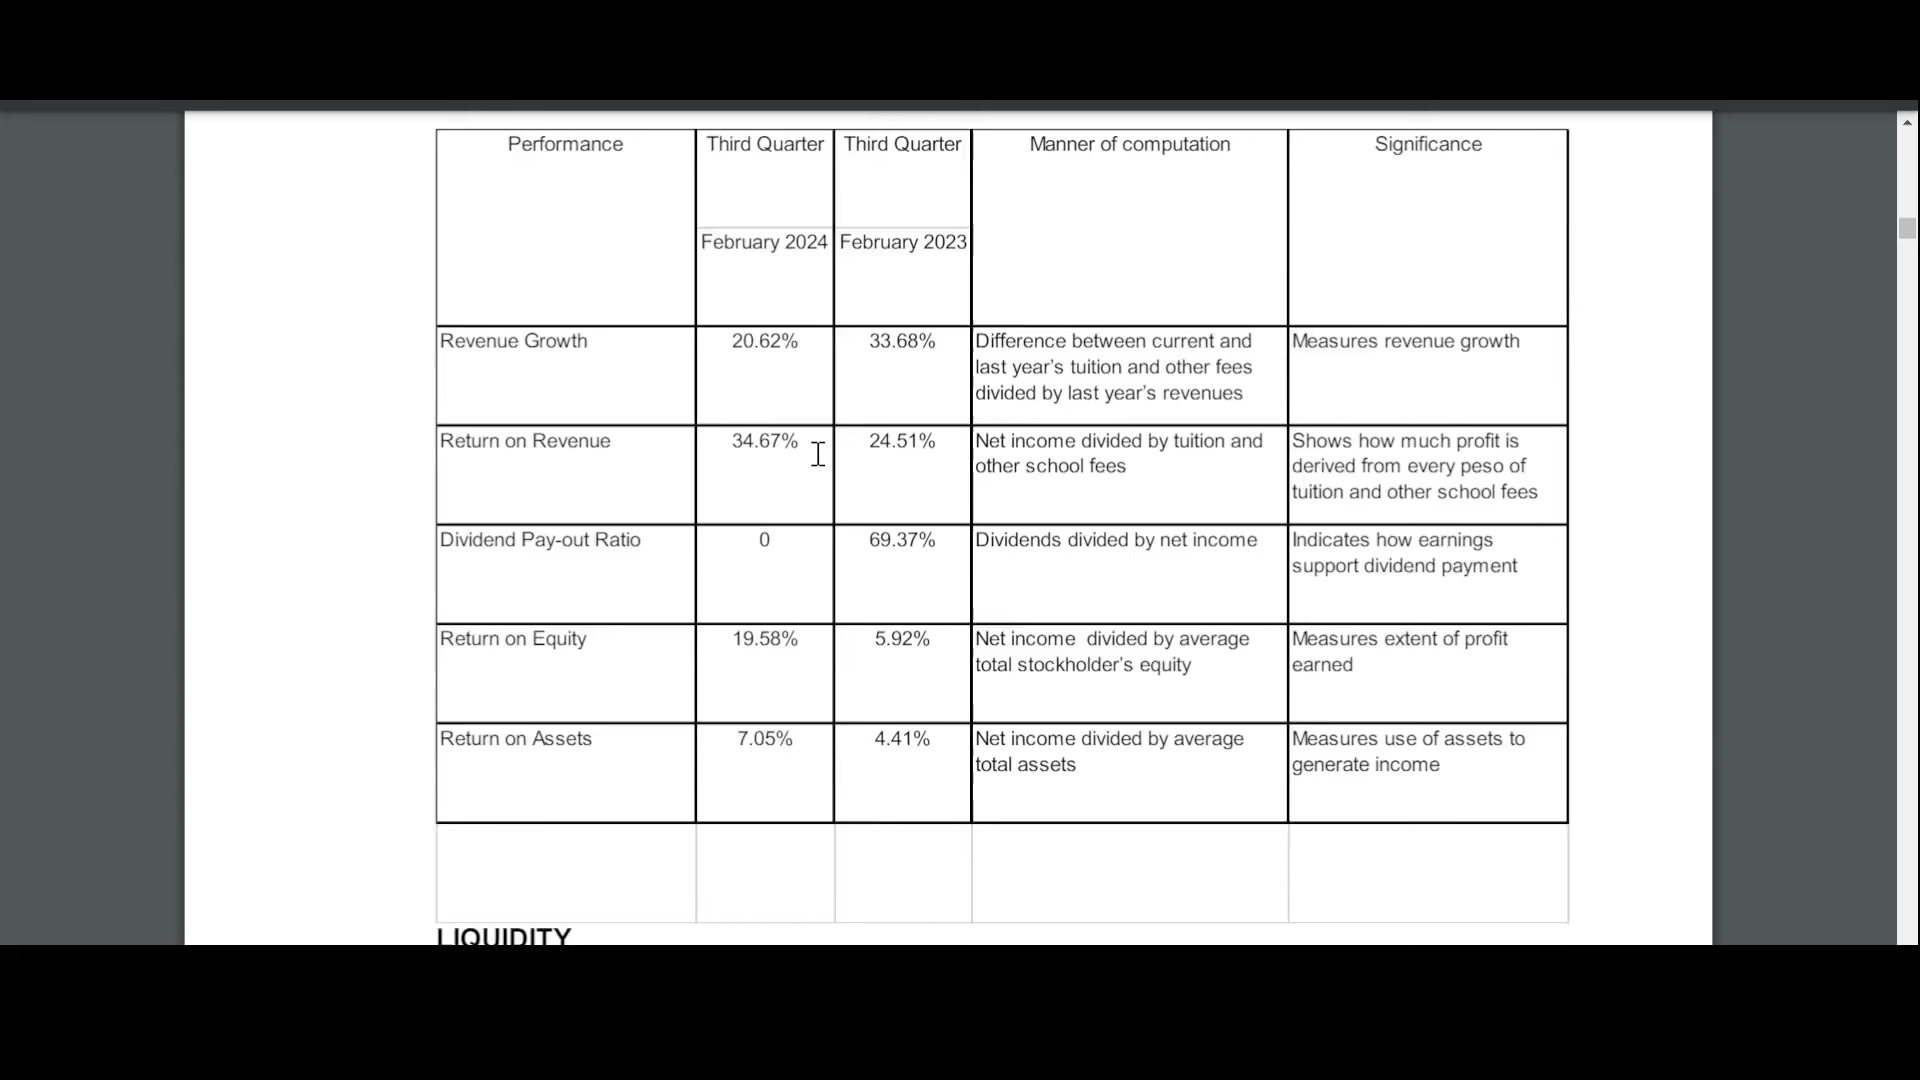 Performance
Third Quarter
Third Quarter
Manner of computation
Significance
February 2024
February 2023
Revenue Growth
20.62%
33.68%
Difference between current and
last year’s tuition and other fees
divided by last year’s revenues
Measures revenue growth
Return on Revenue
34.67%
24.51%
Net income divided by tuition and
other school fees
Shows how much profit is
derived from every peso of
tuition and other school fees
Dividend Pay-out Ratio
0
69.37%
Dividends divided by net income
Indicates how earnings
support dividend payment
Return on Equity
19.58%
5.92%
Net income  divided by average
total stockholder’s equity
Measures extent of profit
earned
Return on Assets
7.05%
4.41%
Net income divided by average
total assets
Measures use of assets to
generate income
LIQUIDITY